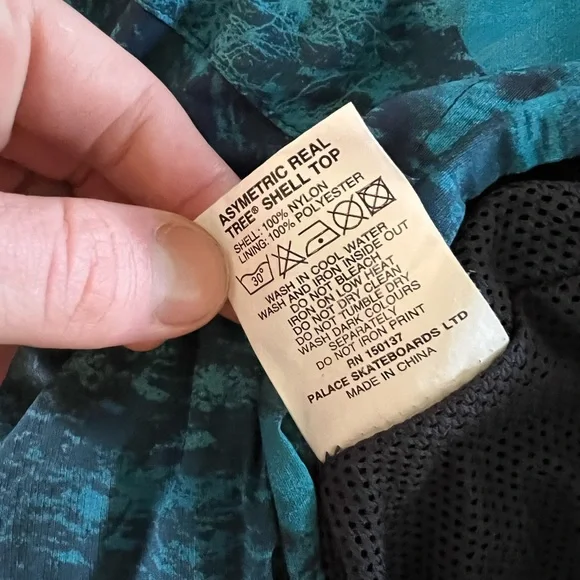 ASYMETRIC REAL
TREE® SHELL TOP
SHELL: 100% NYLON
LINING: 100% POLYESTER
30°
WASH IN COOL WATER
WASH AND IRON INSIDE OUT
DO NOT BLEACH
IRON ON LOW HEAT
DO NOT DRY CLEAN
DO NOT TUMBLE DRY
WASH DARK COLOURS
SEPARATELY
DO NOT IRON PRINT
RN 150137
PALACE SKATEBOARDS LTD
MADE IN CHINA